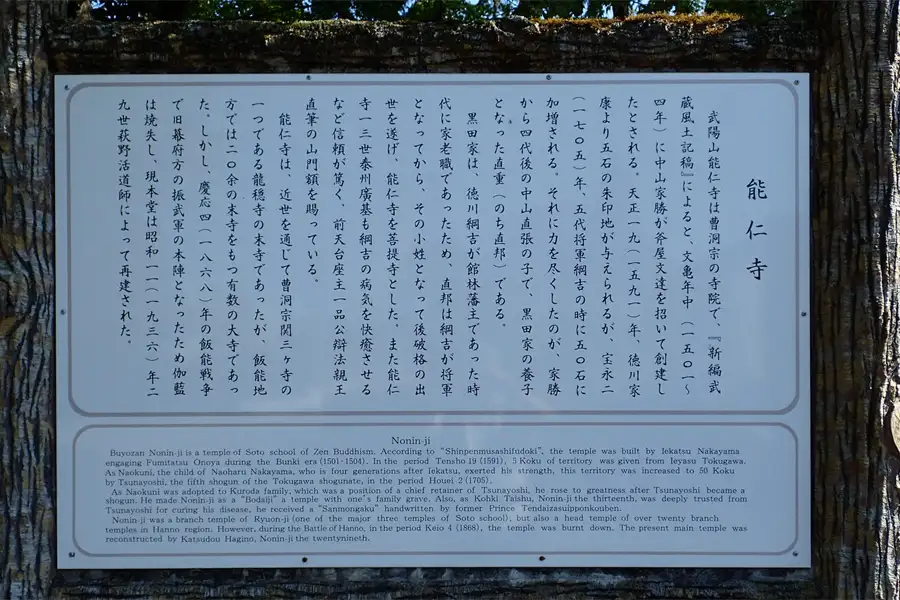 能仁寺
武陽山能仁寺は曹洞宗の寺院で、『新編武
蔵風土記稿』によると、文亀年中（一五〇一〜
四年）に中山家勝が斧屋文達を招いて創建し
たとされる。天正一九（一五九一）年、徳川家
康より五石の朱印地が与えられるが、宝永二
（一七〇五）年、五代将軍綱吉の時に五〇石に
加増される。それに力を尽くしたのが、家勝
から四代後の中山直張の子で、黒田家の養子
となった直重（のち直邦）である。
黒田家は、徳川綱吉が館林藩主であった時
代に家老職であったため、直邦は綱吉が将軍
となってから、その小姓となって後破格の出
世を遂げ、能仁寺を菩提寺とした。また能仁
寺一三世泰州廣基も綱吉の病気を快癒させる
など信頼が篤く、前天台座主一品公辯法親王
直筆の山門額を賜っている。
能仁寺は、近世を通じて曹洞宗関三ヶ寺の
一つである龍穏寺の末寺であったが、飯能地
方では二〇余の末寺をもつ有数の大寺であっ
た。しかし、慶応四（一八六八）年の飯能戦争
で旧幕府方の振武軍の本陣となったため伽藍
は焼失し、現本堂は昭和一一（一九三六）年二
九世萩野活道師によって再建された。
Nonin-ji
Buyozan Nonin-ji is a temple of Soto school of Zen Buddhism. According to "Shinpenmusashifudoki", the temple was built by Iekatsu Nakayama
engaging Fumitatsu Onoya during the Bunki era (1501-1504). In the period Tensho 19 (1591), 5 Koku of territory was given from Ieyasu Tokugawa.
As Naokuni, the child of Naoharu Nakayama, who is four generations after Iekatsu, exerted his strength, this territory was increased to 50 Koku
by Tsunayoshi, the fifth shogun of the Tokugawa shogunate, in the period Houei 2 (1705).
As Naokuni was adopted to Kuroda family, which was a position of a chief retainer of Tsunayoshi, he rose to greatness after Tsunayoshi became a
shogun. He made Nonin-ji as a "Bodaiji" a temple with one's family grave. Also, as Kohki Taishu, Nonin-ji the thirteenth, was deeply trusted from
Tsunayoshi for curing his disease, he received a "Sanmongaku" handwritten by former Prince Tendaizasuipponkouben.
Nonin-ji was a branch temple of Ryuon-ji (one of the major three temples of Soto school), but also a head temple of over twenty branch
temples in Hanno region. However, during the Battle of Hanno, in the period Keio 4 (1868), the temple was burnt down. The present main temple was
reconstructed by Katsudou Hagino, Nonin-ji the twentynineth.